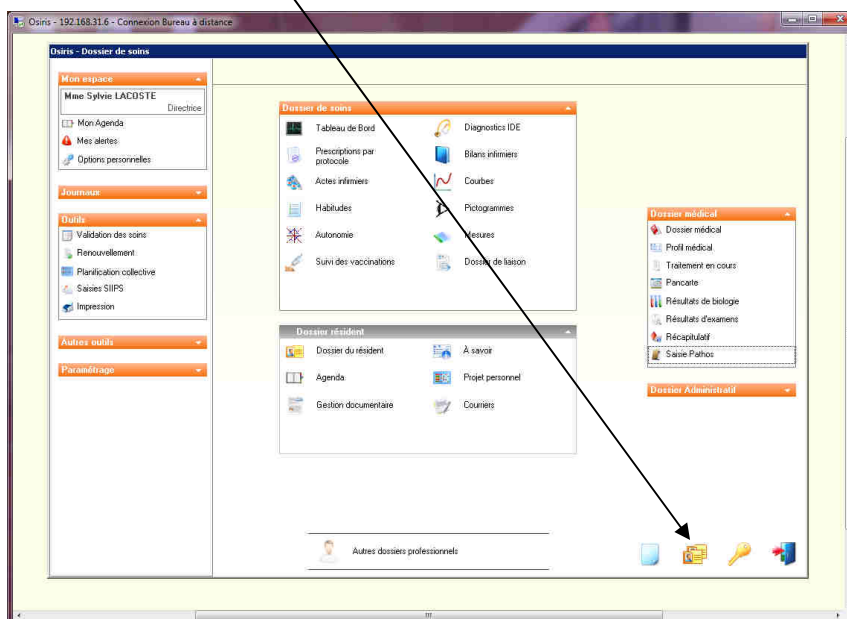 Osiris - 192.168.31.6 - Connexion Bureau à distance
Osiris - Dossier de soins
Mon espace
Mme Sylvie LACOSTE
Directrice
Mon Agenda
Mes alertes
Options personnelles
Journaux
Outils
Validation des soins
Renouvellement
Planification collective
Saisies SIIPS
Impression
Autres outils
Paramétrage
Dossier de soins
Tableau de Bord
Diagnostics IDE
Prescriptions par
protocole
Bilans infirmiers
Actes infirmiers
Courbes
Habitudes
Pictogrammes
Autonomie
Mesures
Suivi des vaccinations
Dossier de liaison
Dossier résident
Dossier du résident
À savoir
Agenda
Projet personnel
Gestion documentaire
Courriers
Autres dossiers professionnels
Dossier médical
Dossier médical
Profil médical
Traitement en cours
Pancarte
Résultats de biologie
Résultats d'examens
Récapitulatif
Saisie Pathos
Dossier Administratif